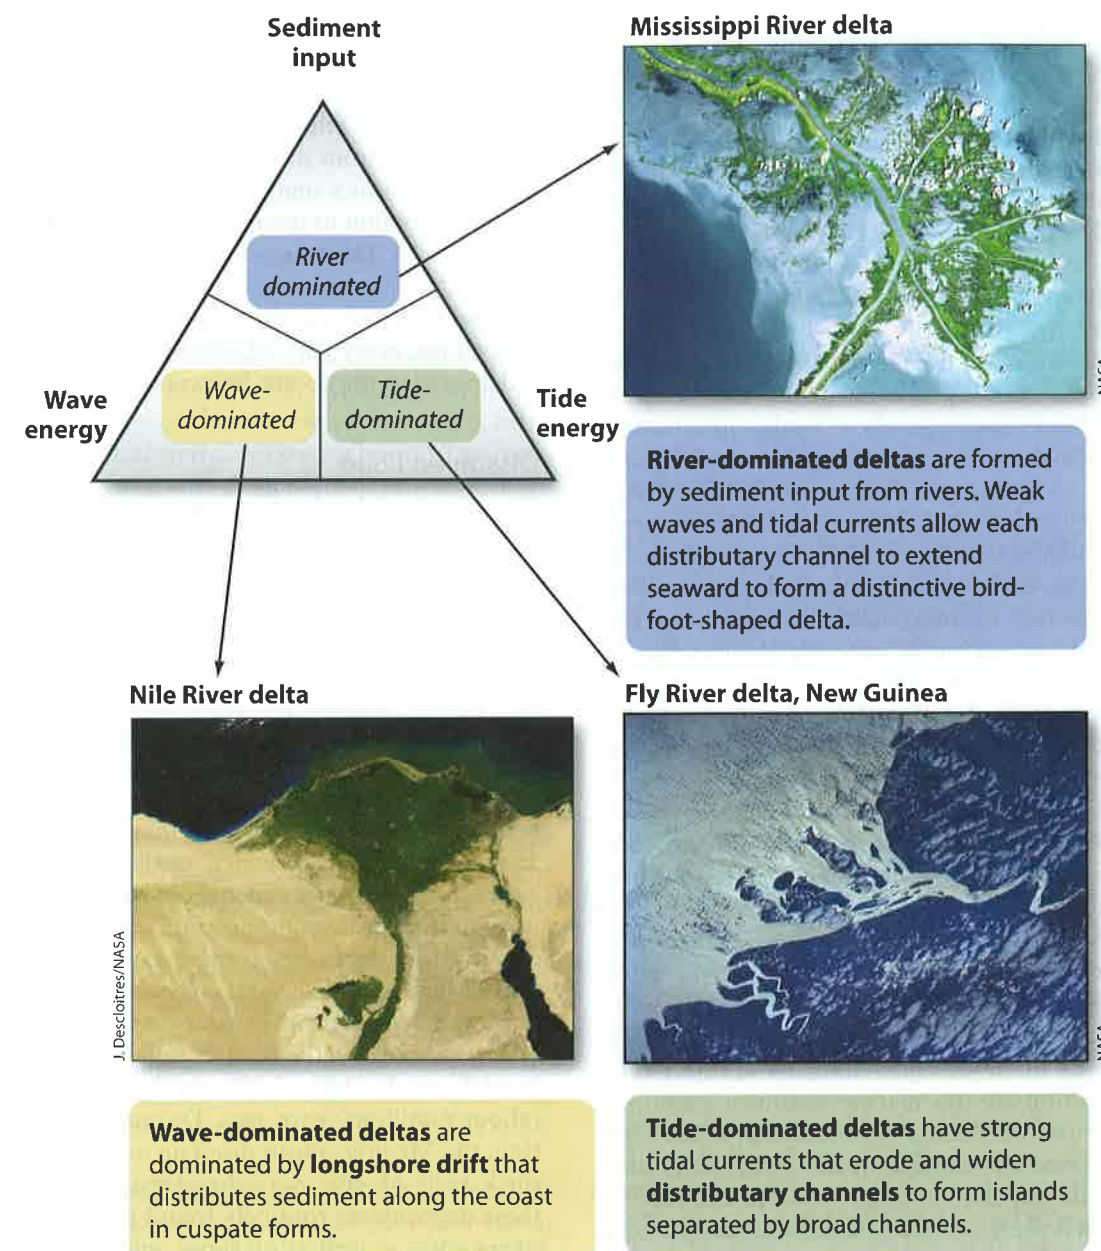 Sediment
input
Mississippi River delta
River
dominated
Wave-
dominated
Tide-
dominated
Wave
energy
Tide
energy
NASA
River-dominated deltas are formed
by sediment input from rivers. Weak
waves and tidal currents allow each
distributary channel to extend
seaward to form a distinctive bird-
foot-shaped delta.
Nile River delta
J. Descloitres/NASA
Fly River delta, New Guinea
NASA
Wave-dominated deltas are
dominated by longshore drift that
distributes sediment along the coast
in cuspate forms.
Tide-dominated deltas have strong
tidal currents that erode and widen
distributary channels to form islands
separated by broad channels.